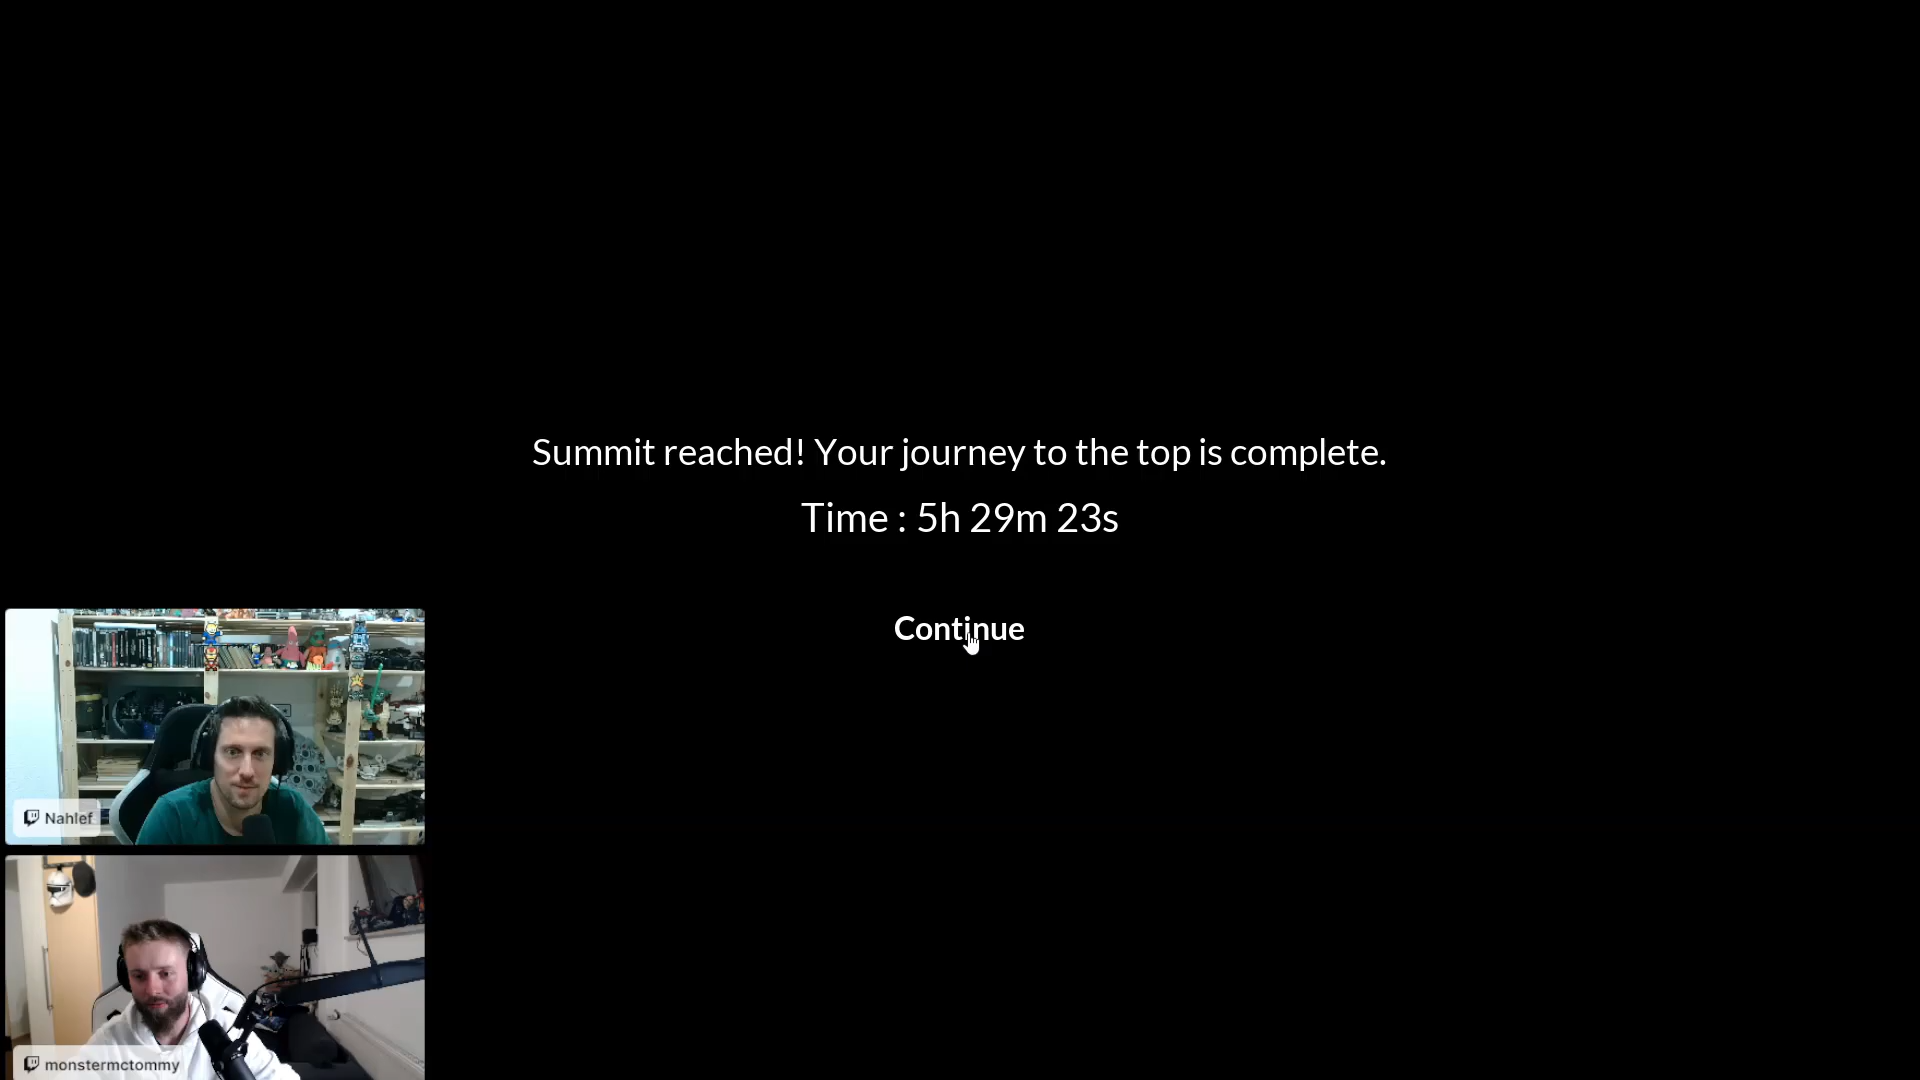 Summit reached! Your journey to the top is complete.
Time : 5h 29m 23s
Continue
Nahlef
monstermctommy